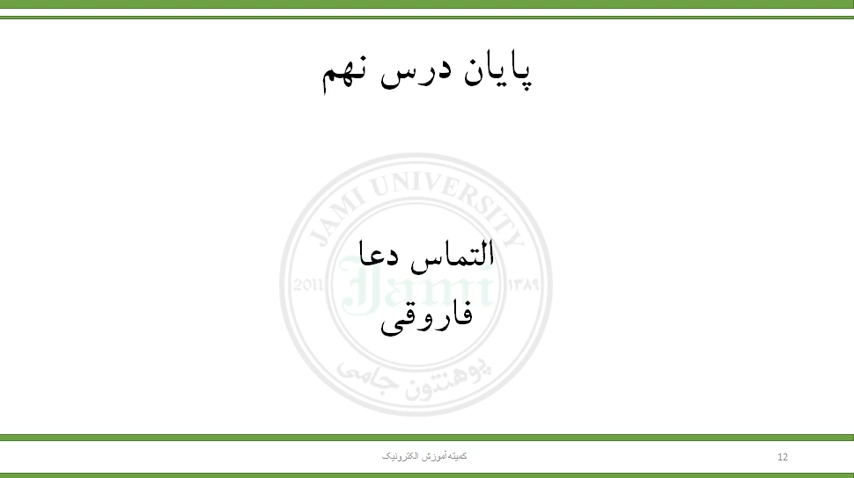 پایان درس نهم
JAMI UNIVERSITY
التماس دعا
2011 Jami ۱۳۸۹
فاروقی
پوهنتون جامی
کمیته آموزش الکترونیک
12